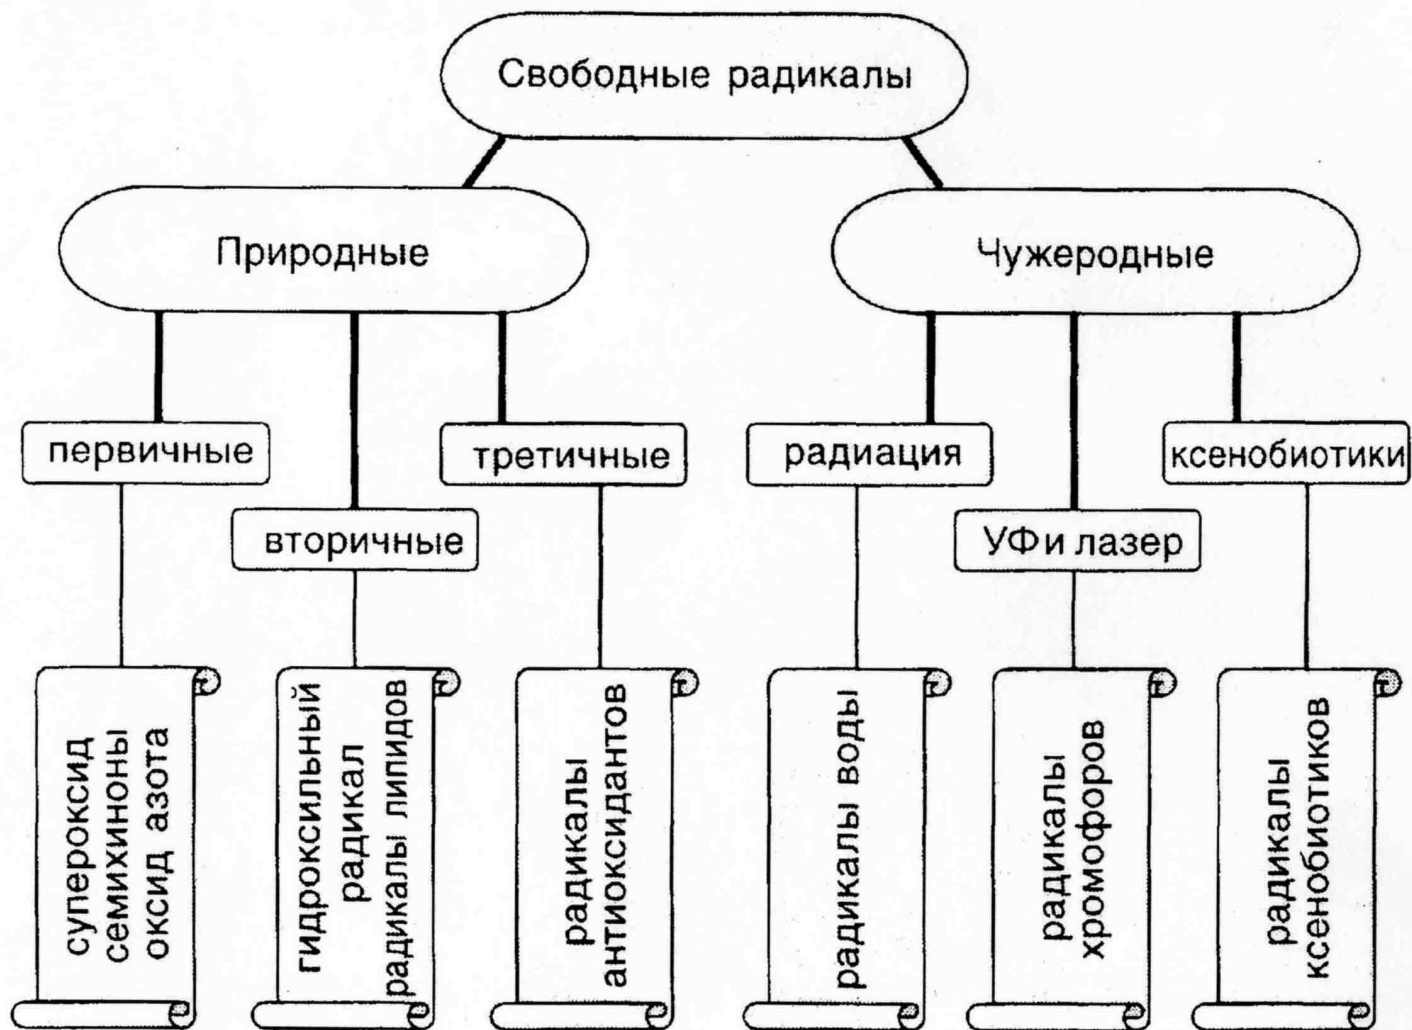 Свободные радикалы
Природные
Чужеродные
первичные
третичные
радиация
ксенобиотики
вторичные
УФ и лазер
супероксид
семихиноны
оксид азота
гидроксильный
радикал
радикалы липидов
радикалы
антиоксидантов
радикалы воды
радикалы
хромофоров
радикалы
ксенобиотиков